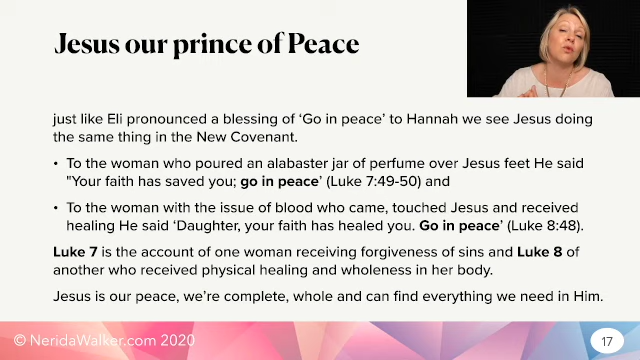 Jesus our prince of Peace
just like Eli pronounced a blessing of ‘Go in peace’ to Hannah we see Jesus doing
the same thing in the New Covenant.
• To the woman who poured an alabaster jar of perfume over Jesus feet He said
"Your faith has saved you; go in peace’ (Luke 7:49-50) and
• To the woman with the issue of blood who came, touched Jesus and received
healing He said ‘Daughter, your faith has healed you. Go in peace’ (Luke 8:48).
Luke 7 is the account of one woman receiving forgiveness of sins and Luke 8 of
another who received physical healing and wholeness in her body.
Jesus is our peace, we’re complete, whole and can find everything we need in Him.
© NeridaWalker.com 2020
17